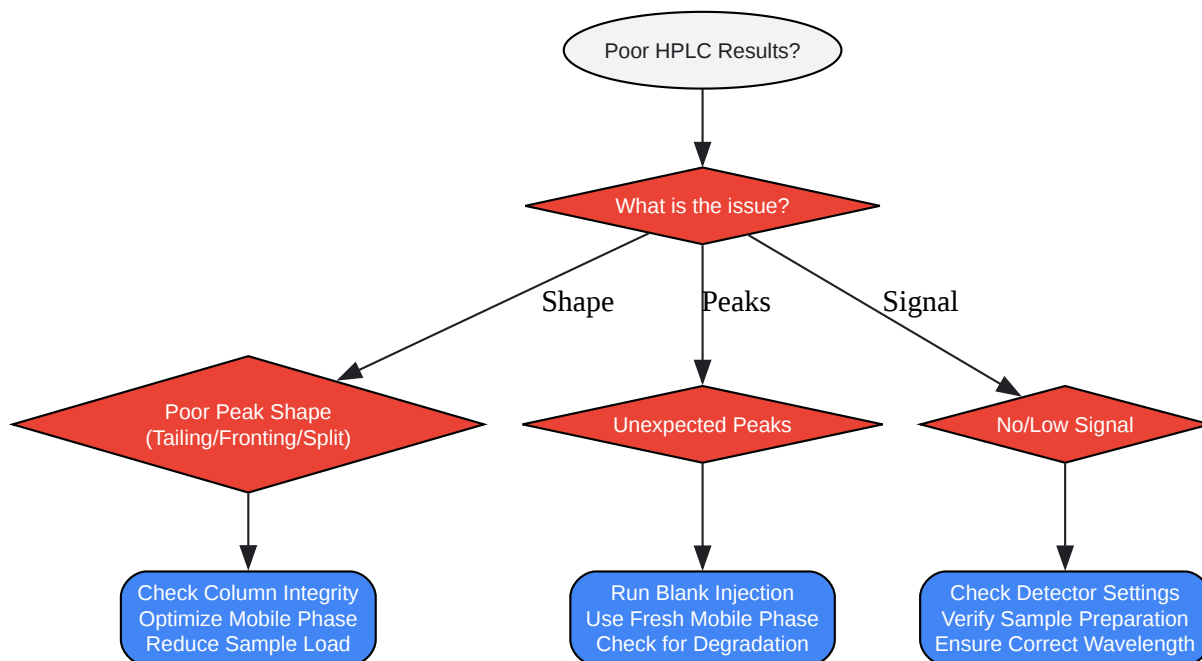 Poor HPLC Results?
What is the issue?
Shape
Peaks
Signal
Poor Peak Shape
(Tailing/Fronting/Split)
Unexpected Peaks
No/Low Signal
Check Column Integrity
Optimize Mobile Phase
Reduce Sample Load
Run Blank Injection
Use Fresh Mobile Phase
Check for Degradation
Check Detector Settings
Verify Sample Preparation
Ensure Correct Wavelength